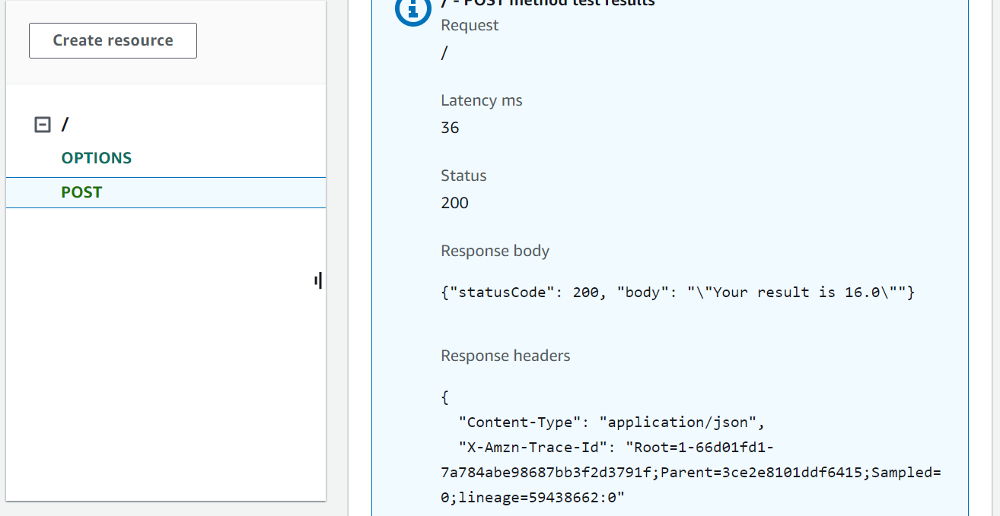 Create resource
/
OPTIONS
POST
/ - POST method test results
Request
/
Latency ms
36
Status
200
Response body
{"statusCode": 200, "body": "\"Your result is 16.0\""}
Response headers
{
"Content-Type": "application/json",
"X-Amzn-Trace-Id": "Root=1-66d01fd1-
7a784abe98687bb3f2d3791f;Parent=3ce2e8101ddf6415;Sampled=
0;lineage=59438662:0"